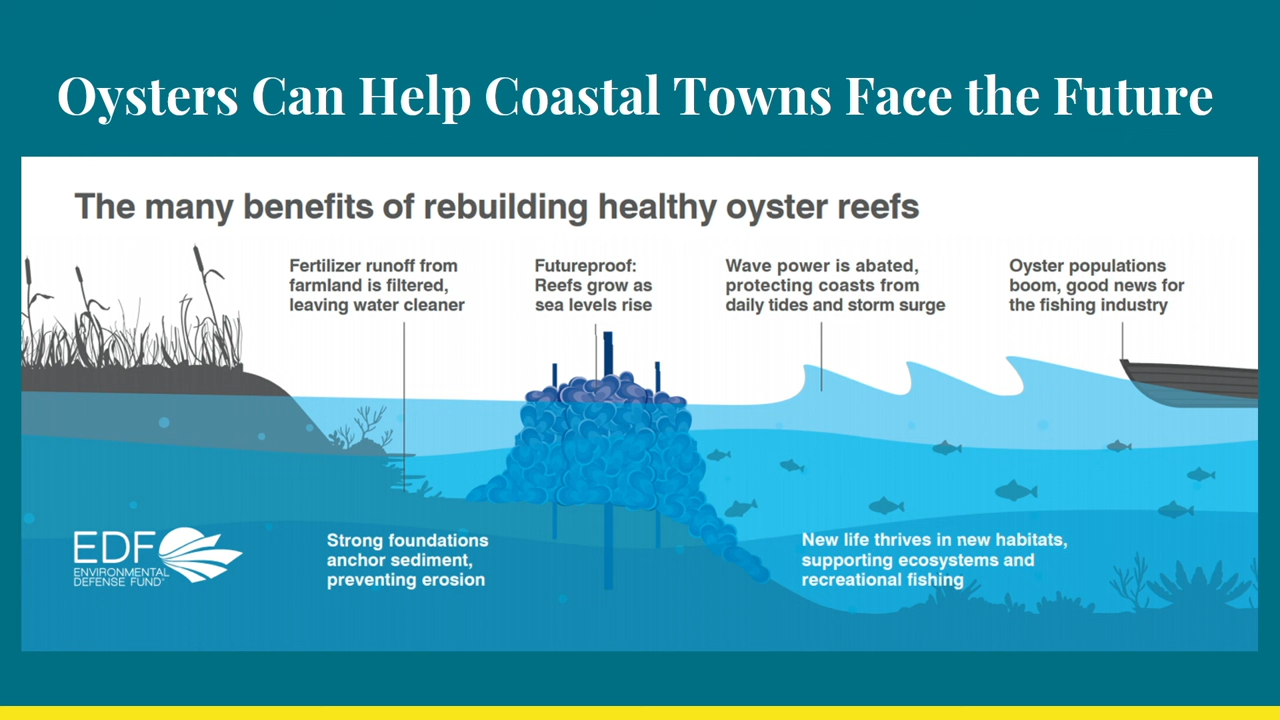 Oysters Can Help Coastal Towns Face the Future
The many benefits of rebuilding healthy oyster reefs
Fertilizer runoff from
farmland is filtered,
leaving water cleaner
Futureproof:
Reefs grow as
sea levels rise
Wave power is abated,
protecting coasts from
daily tides and storm surge
Oyster populations
boom, good news for
the fishing industry
EDF
ENVIRONMENTAL
DEFENSE FUND
Strong foundations
anchor sediment,
preventing erosion
New life thrives in new habitats,
supporting ecosystems and
recreational fishing